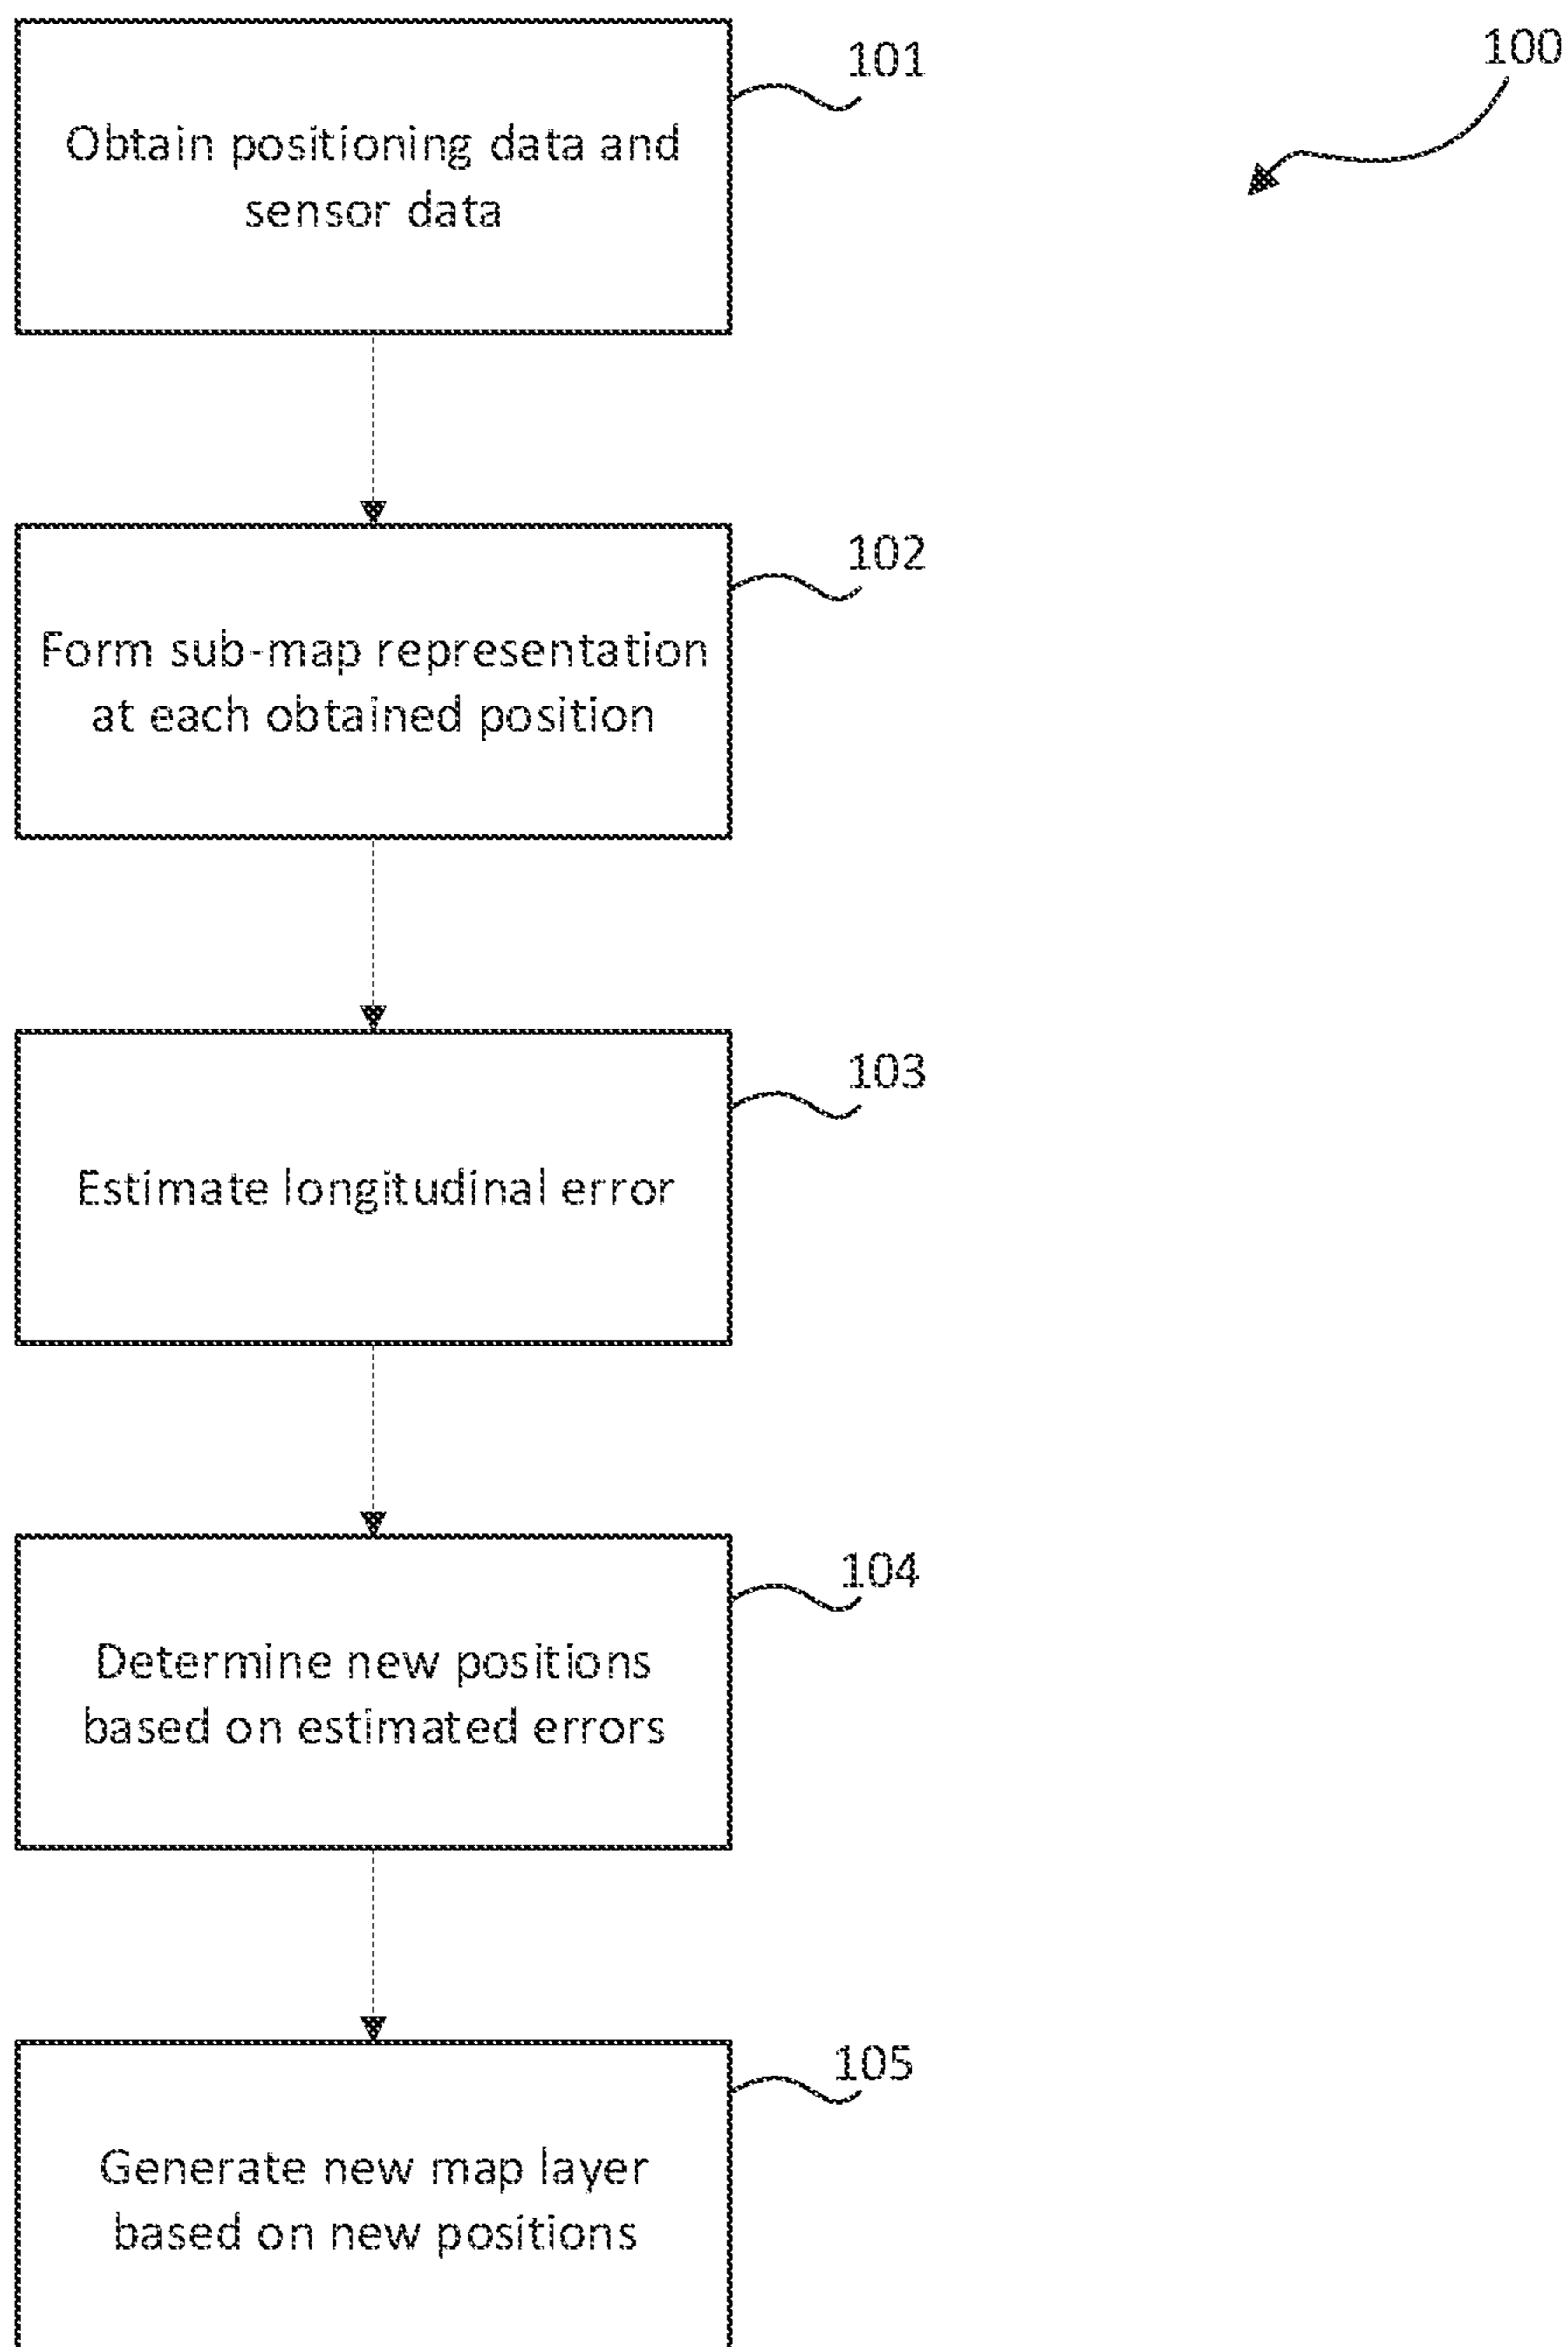 100
101
Obtain positioning data and
sensor data
102
Form sub-map representation
at each obtained position
103
Estimate longitudinal error
104
Determine new positions
based on estimated errors
105
Generate new map layer
based on new positions